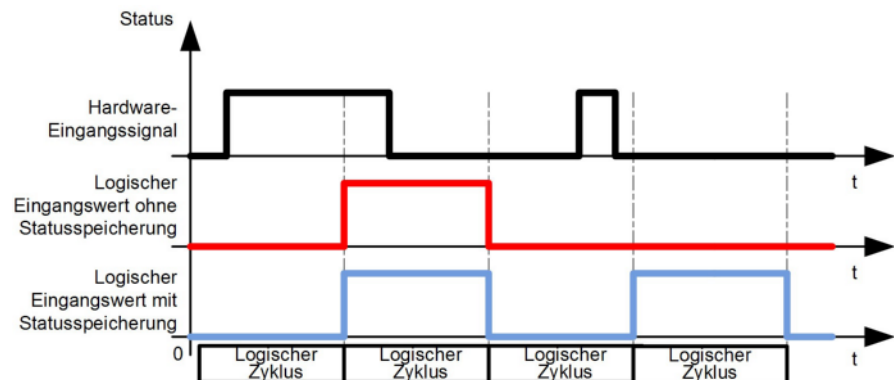 Status
Hardware-
Eingangssignal
t
Logischer
Eingangswert ohne
Statusspeicherung
t
Logischer
Eingangswert mit
Statusspeicherung
0
t
Logischer
Zyklus
Logischer
Zyklus
Logischer
Zyklus
Logischer
Zyklus